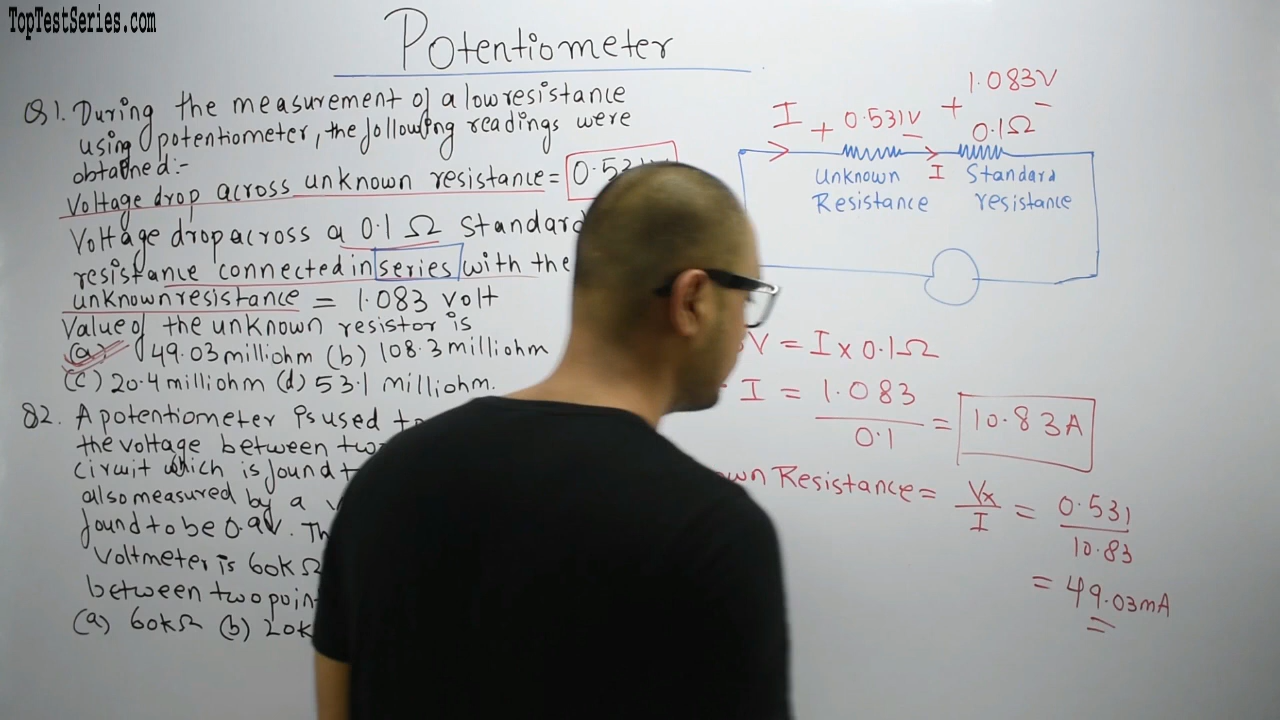 TopTestSeries.com
Potentiometer
Q1. During the measurement of a low resistance
using potentiometer, the following readings were
obtained:-
Voltage drop across unknown resistance = 0.531
Voltage drop across a 0.1 Ω Standard
resistance connected in series with the
unknown resistance = 1.083 volt
Value of the unknown resistor is
(a) 49.03 milliohm (b) 108.3 milliohm
(c) 20.4 milliohm (d) 53.1 milliohm.
Q2. A potentiometer is used to
the voltage between two
circuit which is found
also measured by a
found to be 0.9V.
Voltmeter is 60kΩ
between two
(a) 60kΩ (b) 20k
1.083V
I + 0.531V − + −
0.1Ω
Unknown I Standard
Resistance resistance
V = I x 0.1Ω
I = 1.083
0.1
= 10.83A
Resistance = Vx
I
= 0.531
10.83
= 49.03mA